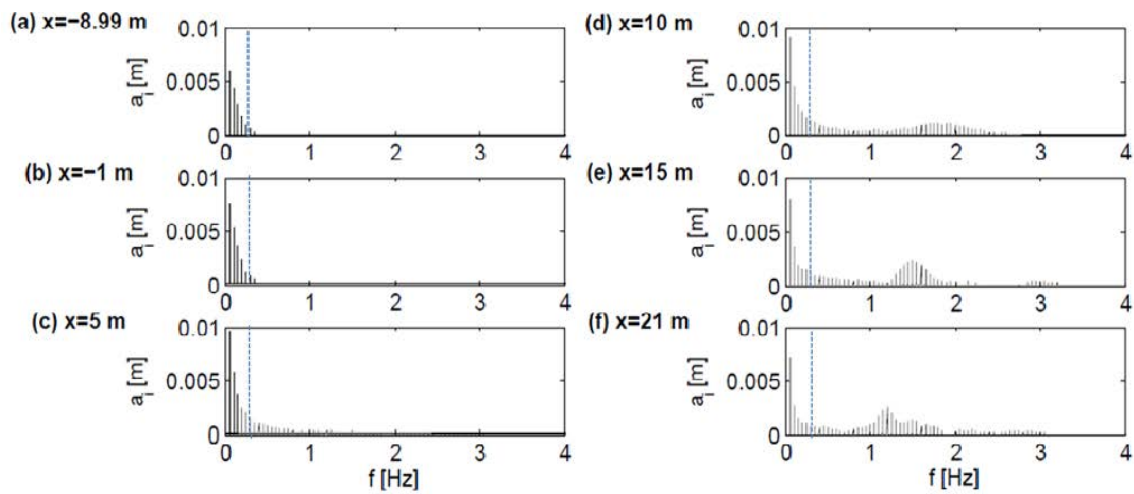 (a) x=−8.99 m
0.01
0.005
0
a_i [m]
0 1 2 3 4
(b) x=−1 m
0.01
0.005
0
a_i [m]
0 1 2 3 4
(c) x=5 m
0.01
0.005
0
a_i [m]
0 1 2 3 4
f [Hz]
(d) x=10 m
0.01
0.005
0
a_i [m]
0 1 2 3 4
(e) x=15 m
0.01
0.005
0
a_i [m]
0 1 2 3 4
(f) x=21 m
0.01
0.005
0
a_i [m]
0 1 2 3 4
f [Hz]